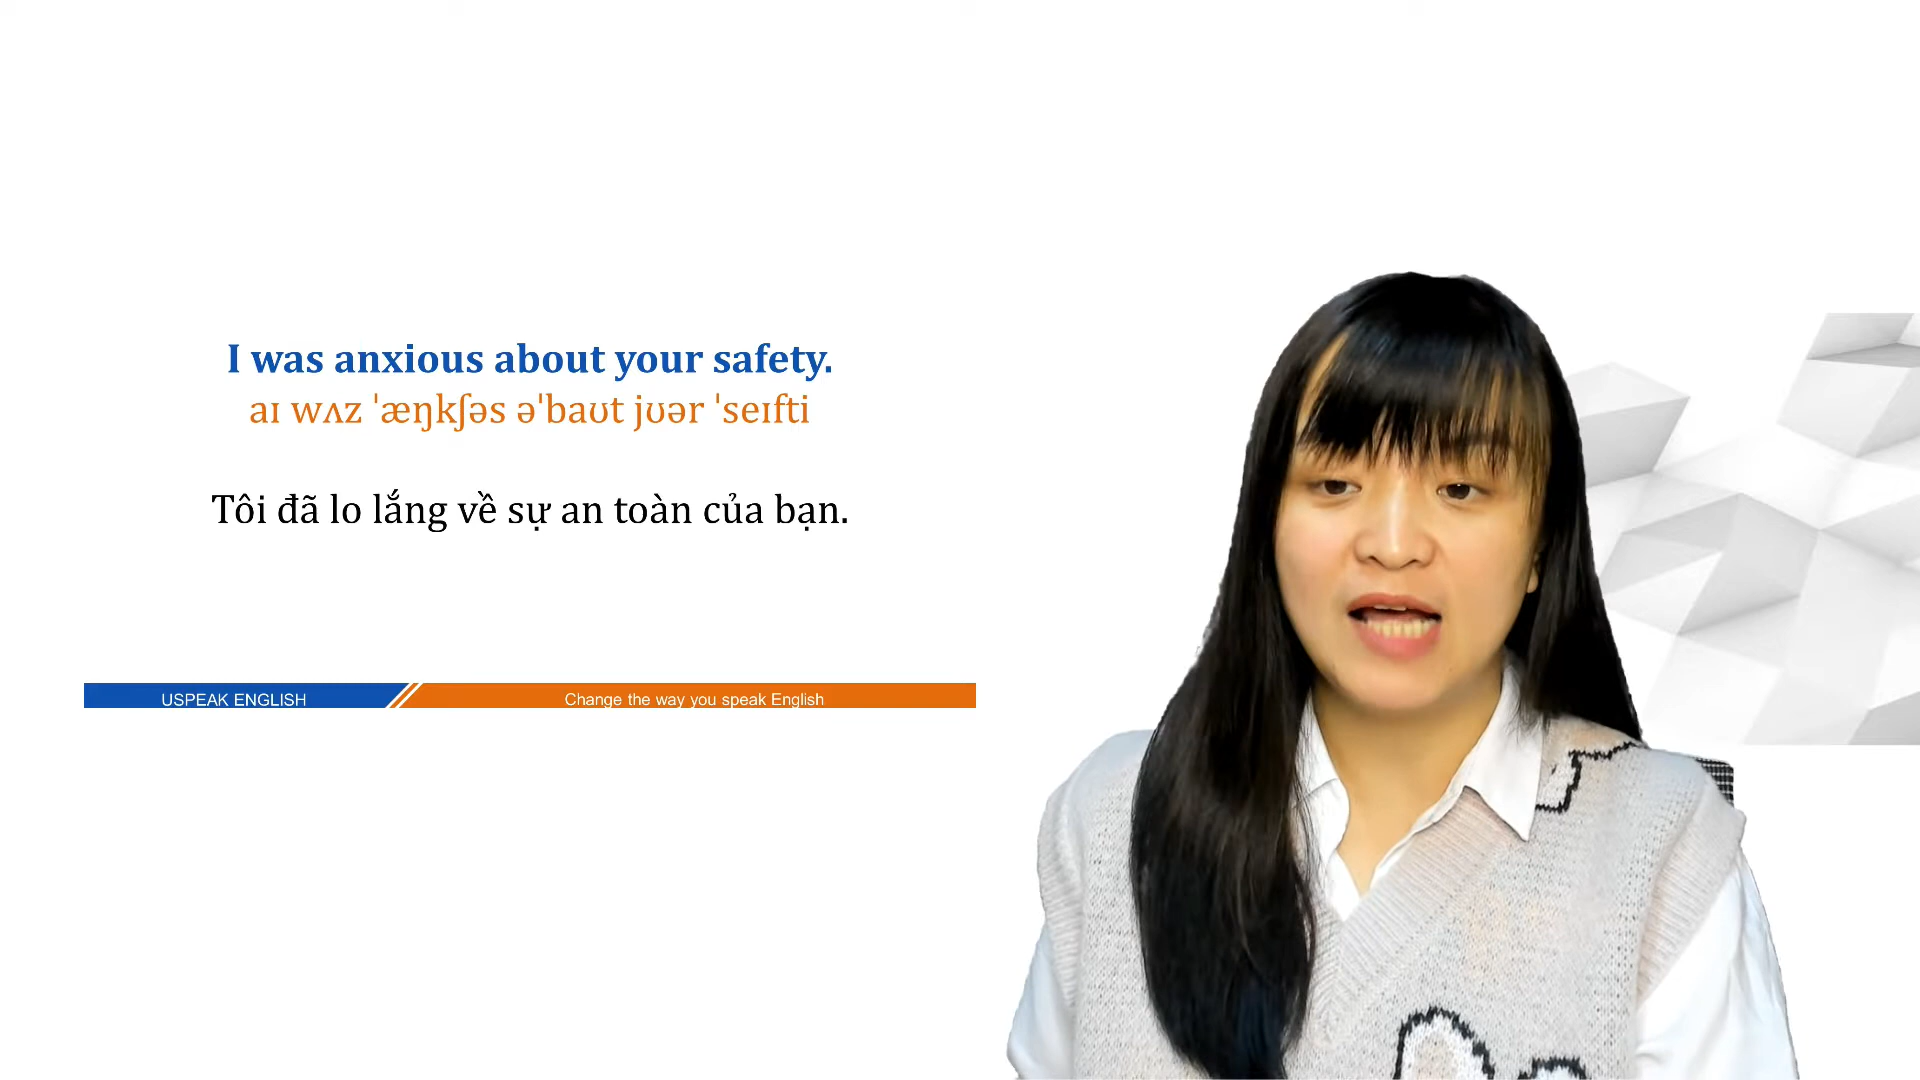 I was anxious about your safety.
aɪ wʌz ˈæŋkʃəs əˈbaʊt jʊər ˈseɪfti
Tôi đã lo lắng về sự an toàn của bạn.
USPEAK ENGLISH
Change the way you speak English